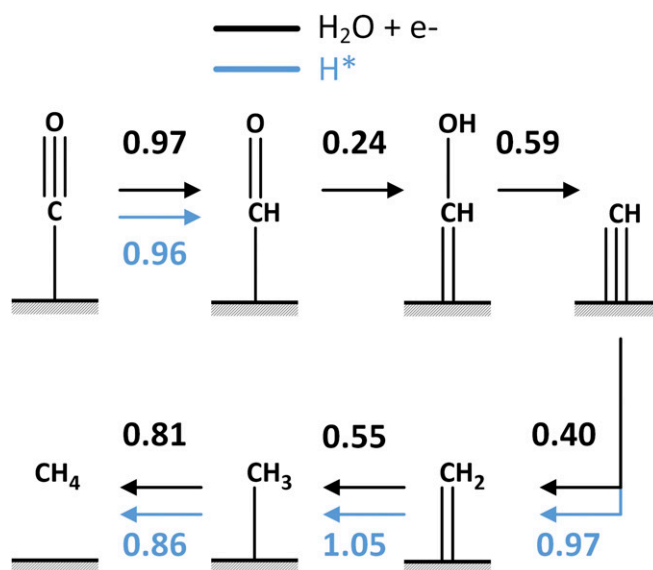 H₂O + e-
H*
O
C
0.97
0.96
O
CH
0.24
OH
CH
0.59
CH
0.40
0.97
CH₂
0.55
1.05
CH₃
0.81
0.86
CH₄